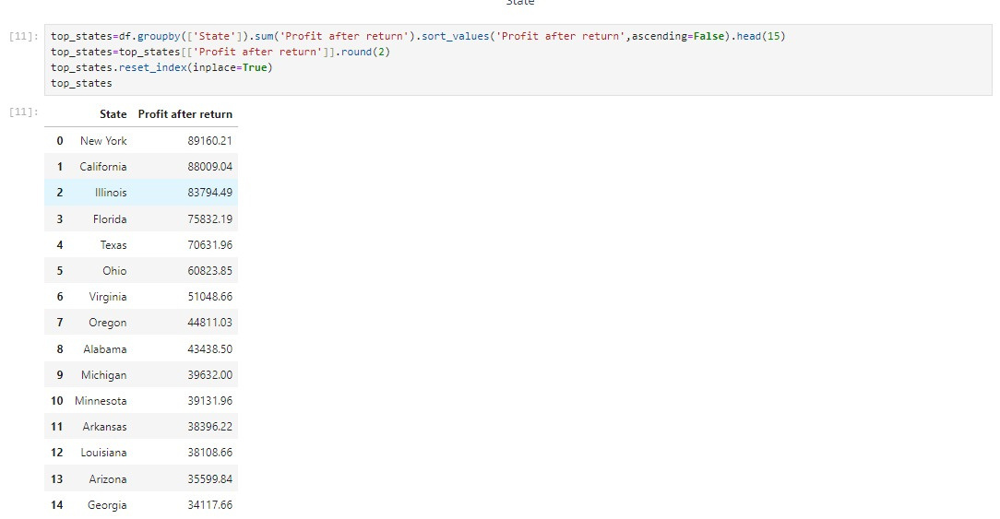 State
[11]: top_states=df.groupby(['State']).sum('Profit after return').sort_values('Profit after return',ascending=False).head(15)
top_states=top_states[['Profit after return']].round(2)
top_states.reset_index(inplace=True)
top_states
[11]: State Profit after return
0 New York 89160.21
1 California 88009.04
2 Illinois 83794.49
3 Florida 75832.19
4 Texas 70631.96
5 Ohio 60823.85
6 Virginia 51048.66
7 Oregon 44811.03
8 Alabama 43438.50
9 Michigan 39632.00
10 Minnesota 39131.96
11 Arkansas 38396.22
12 Louisiana 38108.66
13 Arizona 35599.84
14 Georgia 34117.66